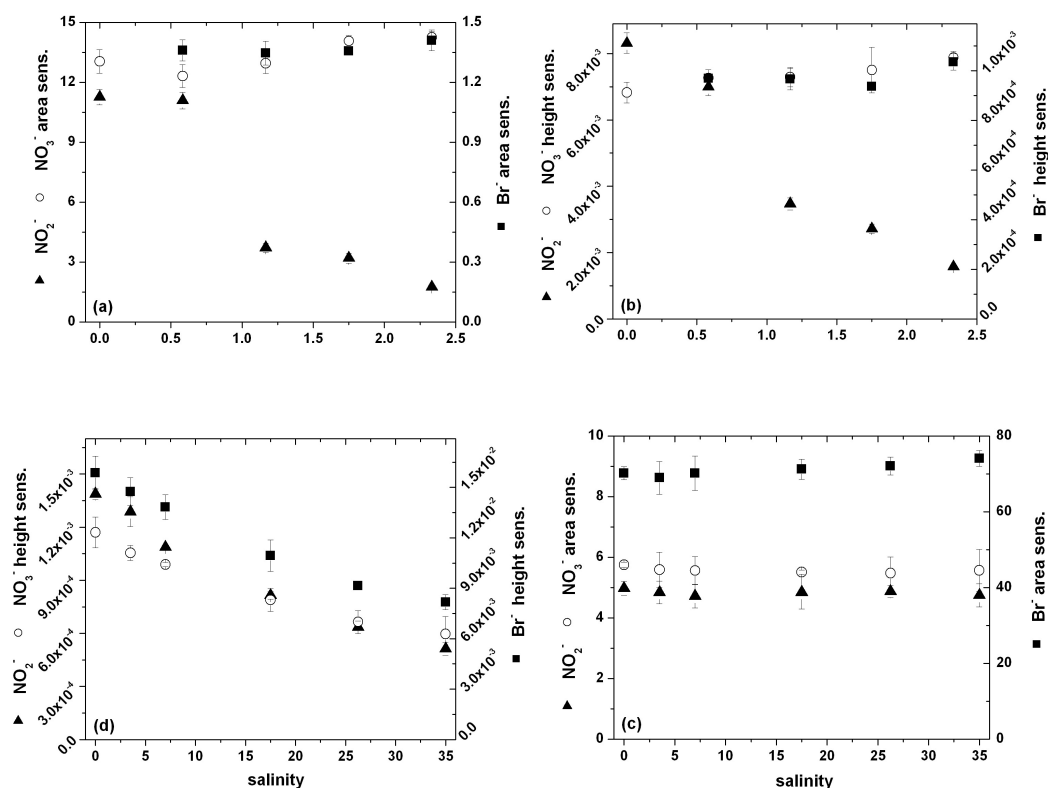 NO₂⁻ NO₃⁻ area sens.
15
12
9
6
3
0
(a)
1.5
1.2
0.9
0.6
0.3
0.0
Br⁻ area sens.
0.0 0.5 1.0 1.5 2.0 2.5
NO₂⁻ NO₃⁻ height sens.
8.0x10⁻³
6.0x10⁻³
4.0x10⁻³
2.0x10⁻³
0.0
(b)
1.0x10⁻³
8.0x10⁻⁴
6.0x10⁻⁴
4.0x10⁻⁴
2.0x10⁻⁴
0.0
Br⁻ height sens.
0.0 0.5 1.0 1.5 2.0 2.5
NO₂⁻ NO₃⁻ height sens.
1.5x10⁻³
1.2x10⁻³
9.0x10⁻⁴
6.0x10⁻⁴
3.0x10⁻⁴
0.0
(d)
1.5x10⁻²
1.2x10⁻²
9.0x10⁻³
6.0x10⁻³
3.0x10⁻³
0.0
Br⁻ height sens.
0 5 10 15 20 25 30 35
salinity
NO₂⁻ NO₃⁻ area sens.
10
8
6
4
2
0
(c)
80
60
40
20
0
Br⁻ area sens.
0 5 10 15 20 25 30 35
salinity